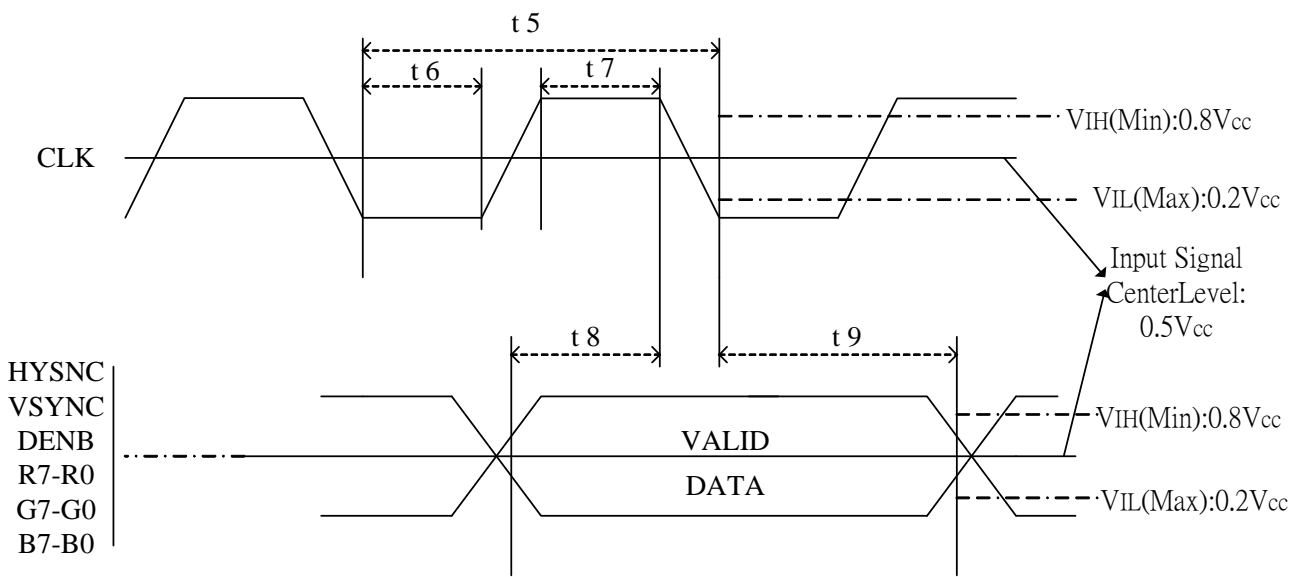 t 5
t 6
t 7
VIH(Min):0.8Vcc
CLK
VIL(Max):0.2Vcc
Input Signal
CenterLevel:
0.5Vcc
t 8
t 9
HYSNC
VSYNC
DENB
R7-R0
G7-G0
B7-B0
VALID
DATA
VIH(Min):0.8Vcc
VIL(Max):0.2Vcc